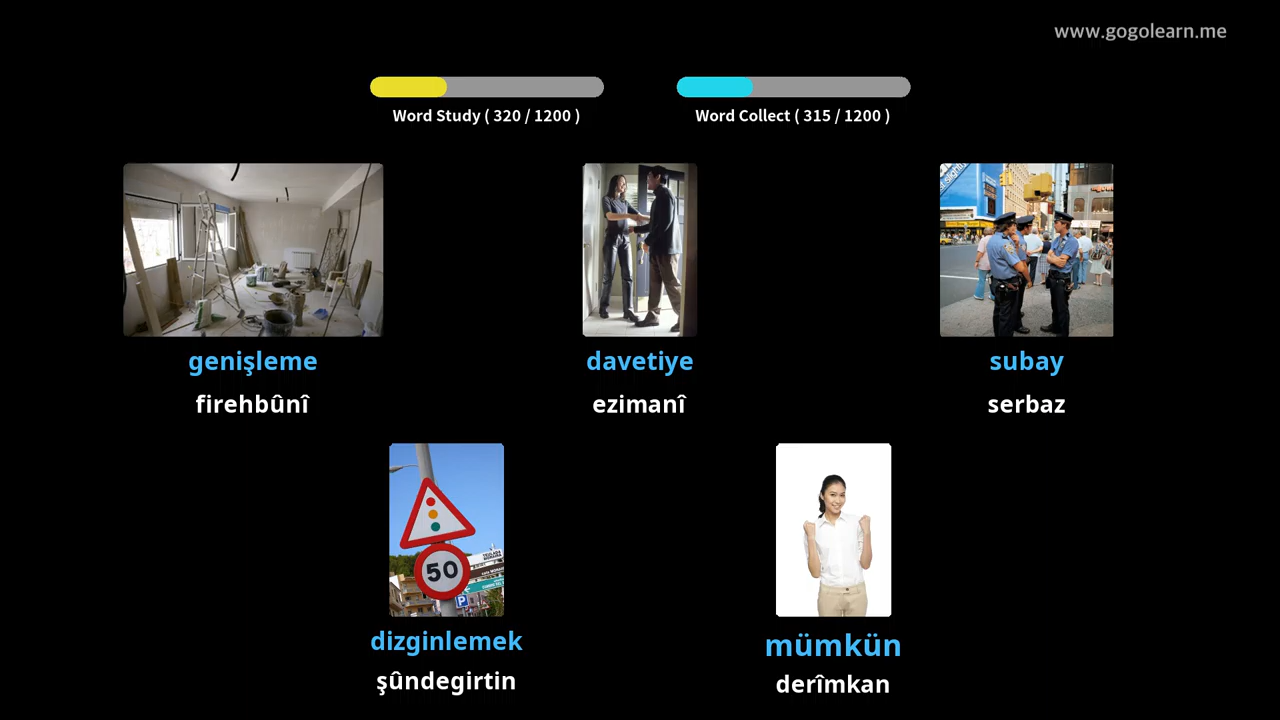 www.gogolearn.me
Word Study ( 320 / 1200 )
Word Collect ( 315 / 1200 )
genişleme
firehbûnî
davetiye
ezimanî
subay
serbaz
50
P
dizginlemek
şûndegirtin
mümkün
derîmkan